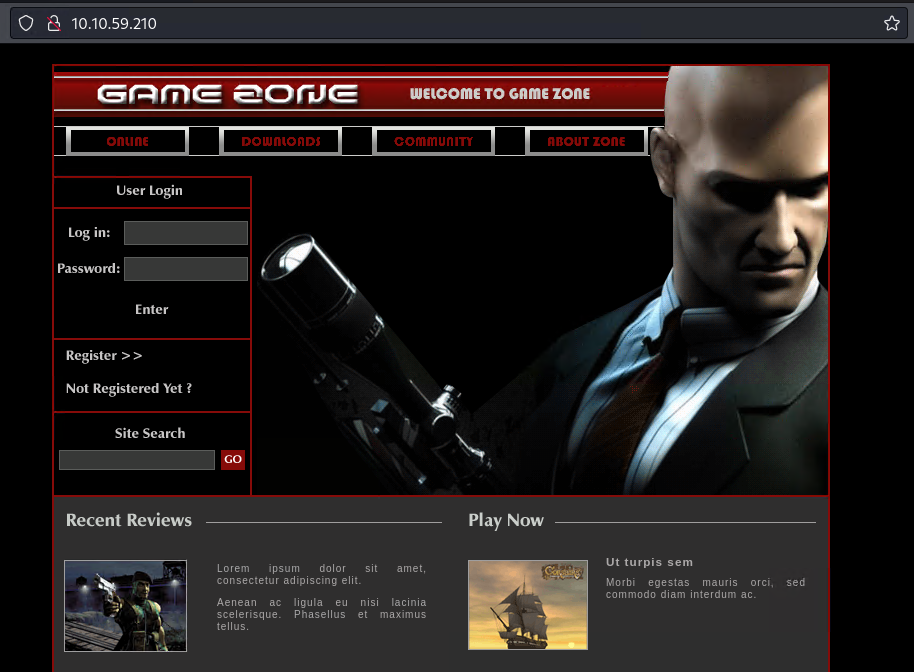 10.10.59.210
GAME ZONE
WELCOME TO GAME ZONE
ONLINE
DOWNLOADS
COMMUNITY
ABOUT ZONE
User Login
Log in:
Password:
Enter
Register >>
Not Registered Yet ?
Site Search
GO
Recent Reviews
Lorem ipsum dolor sit amet,
consectetur adipiscing elit.
Aenean ac ligula eu nisi lacinia
scelerisque. Phasellus et maximus
tellus.
Play Now
Ut turpis sem
Morbi egestas mauris orci, sed
commodo diam interdum ac.